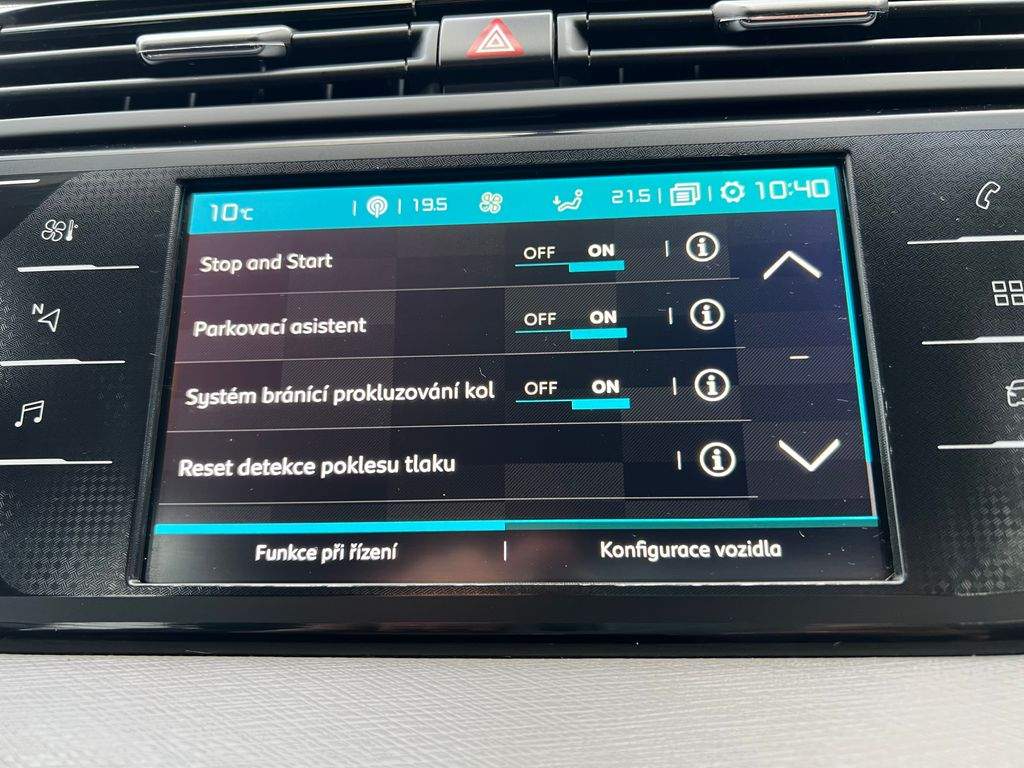 10°C 19.5 21.5 10:40
Stop and Start OFF ON
Parkovací asistent OFF ON
Systém bránící prokluzování kol OFF ON
Reset detekce poklesu tlaku
Funkce při řízení Konfigurace vozidla
N